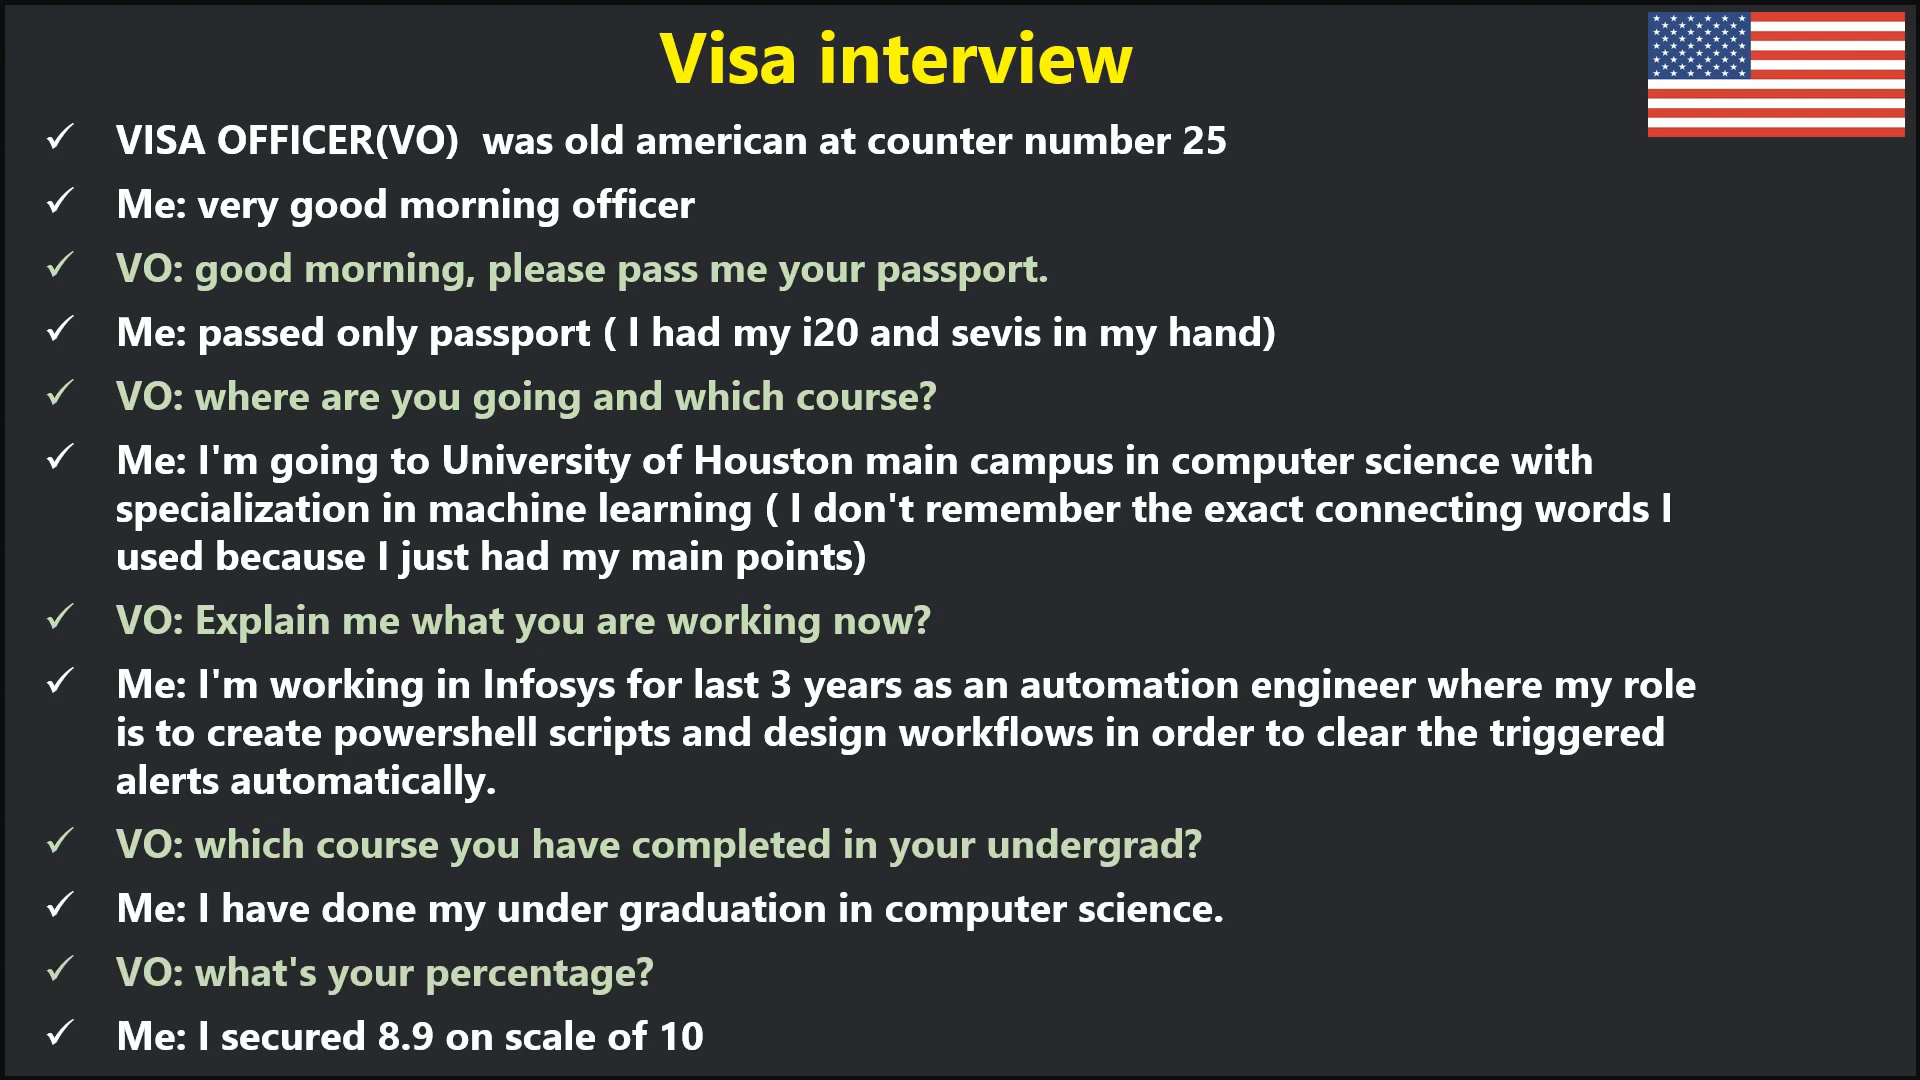 Visa interview
✓ VISA OFFICER(VO)  was old american at counter number 25
✓ Me: very good morning officer
✓ VO: good morning, please pass me your passport.
✓ Me: passed only passport ( I had my i20 and sevis in my hand)
✓ VO: where are you going and which course?
✓ Me: I'm going to University of Houston main campus in computer science with
specialization in machine learning ( I don't remember the exact connecting words I
used because I just had my main points)
✓ VO: Explain me what you are working now?
✓ Me: I'm working in Infosys for last 3 years as an automation engineer where my role
is to create powershell scripts and design workflows in order to clear the triggered
alerts automatically.
✓ VO: which course you have completed in your undergrad?
✓ Me: I have done my under graduation in computer science.
✓ VO: what's your percentage?
✓ Me: I secured 8.9 on scale of 10